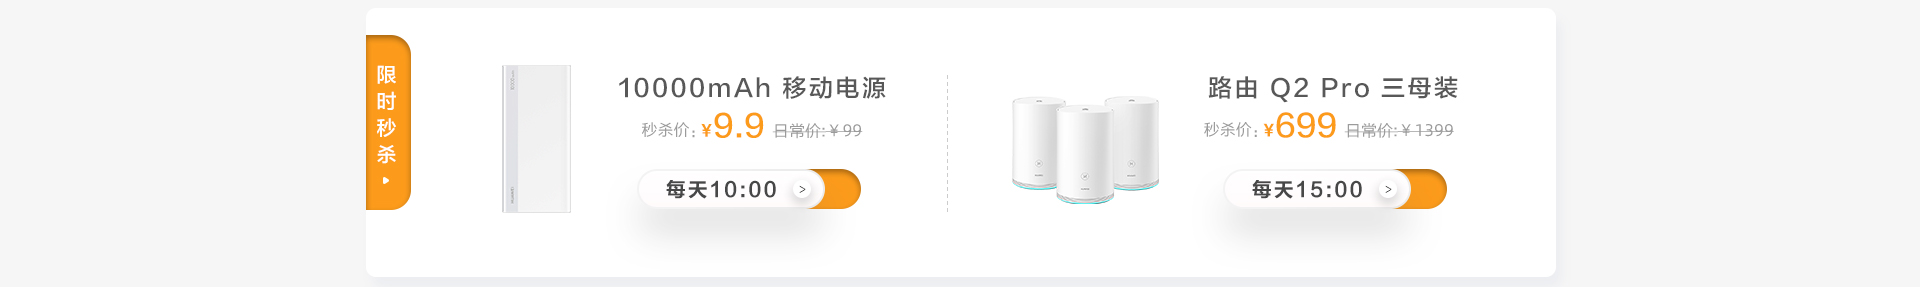 限时秒杀
10000mAh 移动电源
秒杀价: ¥9.9 日常价:¥99
每天10:00 >
路由 Q2 Pro 三母装
秒杀价: ¥699 日常价:¥1399
每天15:00 >